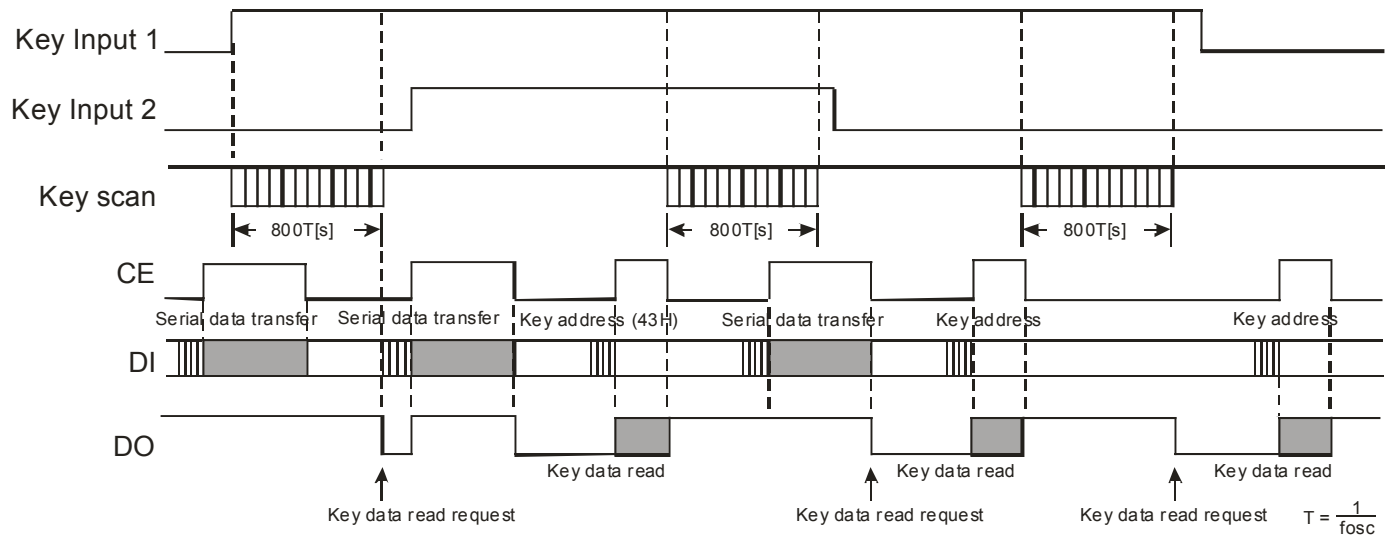 Key Input 1
Key Input 2
Key scan
800T[s] 800T[s] 800T[s]
CE
Serial data transfer Serial data transfer Key address (43H) Serial data transfer Key address Key address
DI
DO
Key data read Key data read Key data read
Key data read request Key data read request Key data read request T = 1/fosc